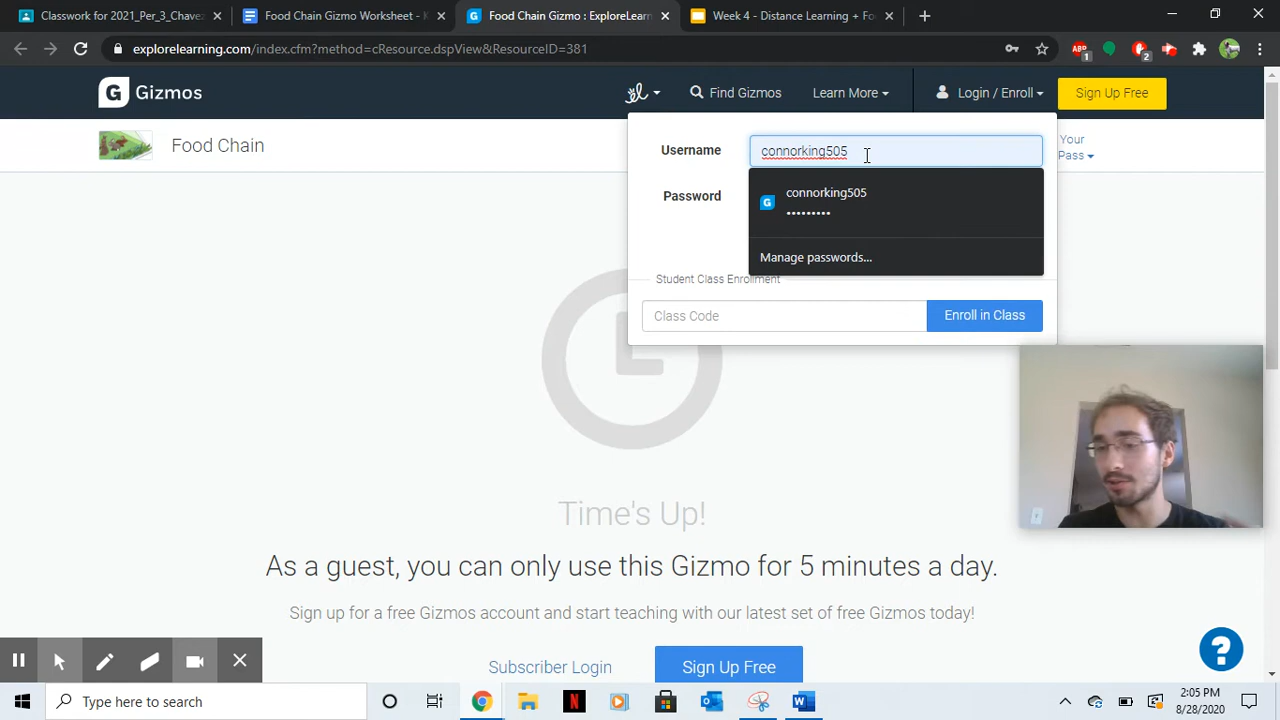 Classwork for 2021_Per_3_Chavez
Food Chain Gizmo Worksheet - K
Food Chain Gizmo : ExploreLearn
Week 4 - Distance Learning + Fo
explorelearning.com/index.cfm?method=cResource.dspView&ResourceID=381
ABP
1
2
G Gizmos
Find Gizmos
Learn More
Login / Enroll
Sign Up Free
Food Chain
Your
Pass
Username
connorking505
Password
G
connorking505
•••••••••
Manage passwords...
Student Class Enrollment
Class Code
Enroll in Class
Time's Up!
As a guest, you can only use this Gizmo for 5 minutes a day.
Sign up for a free Gizmos account and start teaching with our latest set of free Gizmos today!
Subscriber Login
Sign Up Free
?
Type here to search
2:05 PM
8/28/2020